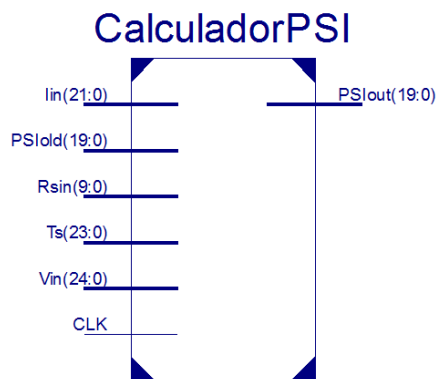 CalculadorPSI
Iin(21:0)
PSIout(19:0)
PSIold(19:0)
Rsin(9:0)
Ts(23:0)
Vin(24:0)
CLK